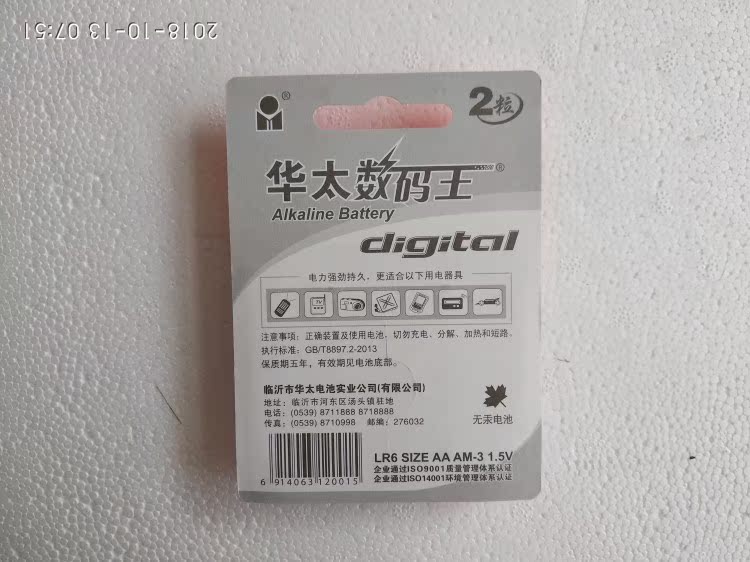 2018-10-13 07:51
®
2粒
华太数码王®
Alkaline Battery
digital
电力强劲持久，更适合以下用电器具
TV
注意事项：正确装置及使用电池，切勿充电、分解、加热和短路。
执行标准：GB/T8897.2-2013
保质期五年，有效期见电池底部。
临沂市华太电池实业公司(有限公司)
地址：临沂市河东区汤头镇驻地
电话：(0539) 8711888 8718888
传真：(0539) 8710998 邮编：276032
无汞电池
6 914063 120015
LR6 SIZE AA AM-3 1.5V
企业通过ISO9001质量管理体系认证
企业通过ISO14001环境管理体系认证